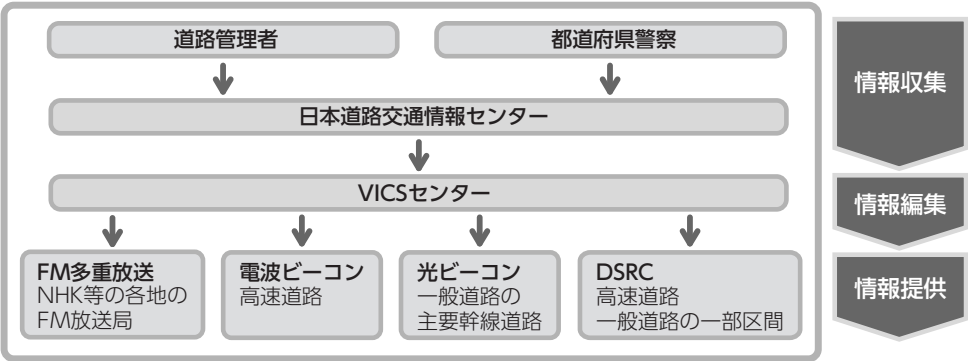 道路管理者
都道府県警察
日本道路交通情報センター
VICSセンター
FM多重放送
NHK等の各地の
FM放送局
電波ビーコン
高速道路
光ビーコン
一般道路の
主要幹線道路
DSRC
高速道路
一般道路の一部区間
情報収集
情報編集
情報提供